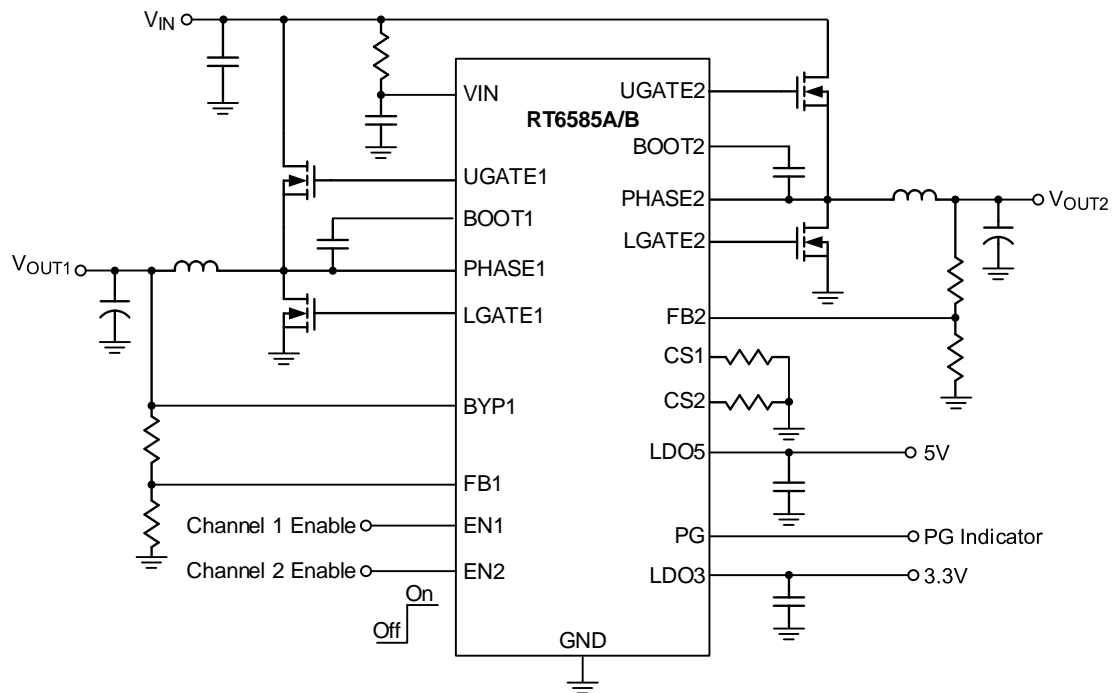 VIN
VIN
RT6585A/B
UGATE2
BOOT2
UGATE1
BOOT1
PHASE2
VOUT2
LGATE2
VOUT1
PHASE1
LGATE1
FB2
CS1
CS2
BYP1
LDO5
5V
FB1
Channel 1 Enable
EN1
PG
PG Indicator
Channel 2 Enable
EN2
LDO3
3.3V
On
Off
GND